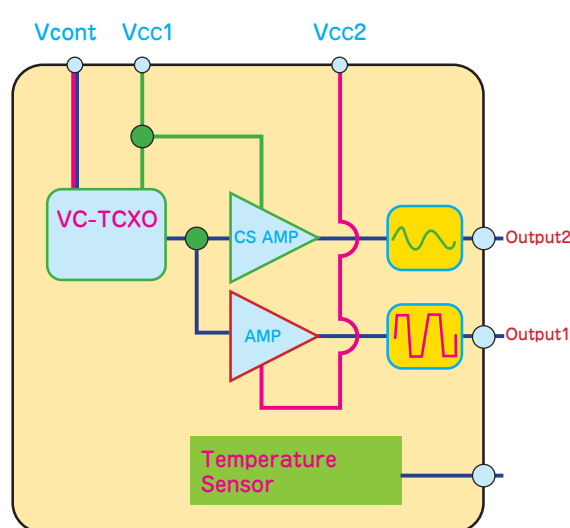 Vcont Vcc1 Vcc2
VC-TCXO
CS AMP
Output2
AMP
Output1
Temperature
Sensor